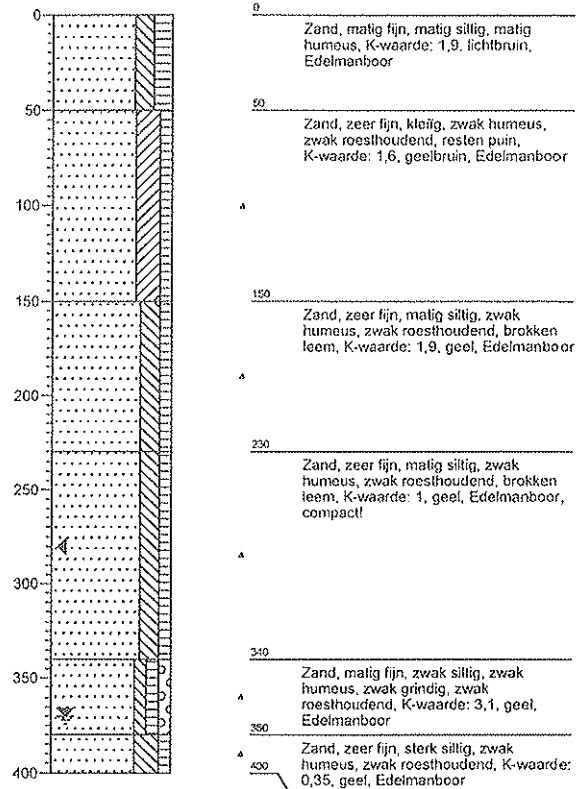 0
50
100
150
200
250
300
350
400
0
Zand, matig fijn, matig siltig, matig
humeus, K-waarde: 1,9, lichtbruin,
Edelmanboor
50
Zand, zeer fijn, kleiïg, zwak humeus,
zwak roesthoudend, resten puin,
K-waarde: 1,6, geelbruin, Edelmanboor
150
Zand, zeer fijn, matig siltig, zwak
humeus, zwak roesthoudend, brokken
leem, K-waarde: 1,9, geel, Edelmanboor
230
Zand, zeer fijn, matig siltig, zwak
humeus, zwak roesthoudend, brokken
leem, K-waarde: 1, geel, Edelmanboor,
compact!
340
Zand, matig fijn, zwak siltig, zwak
humeus, zwak grindig, zwak
roesthoudend, K-waarde: 3,1, geel,
Edelmanboor
380
Zand, zeer fijn, sterk siltig, zwak
humeus, zwak roesthoudend, K-waarde:
0,35, geel, Edelmanboor
400